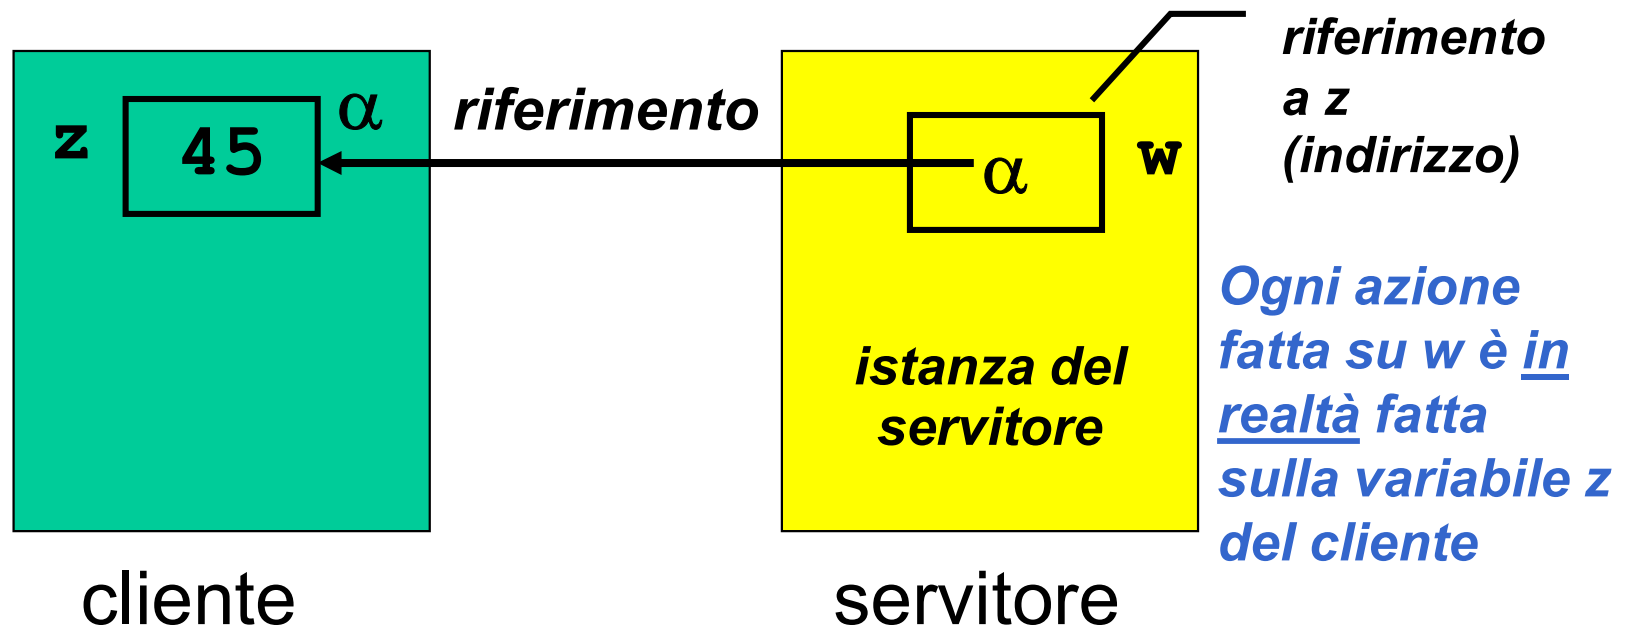 z
45
α
riferimento
α
w
riferimento
a z
(indirizzo)
istanza del
servitore
Ogni azione
fatta su w è in
realtà fatta
sulla variabile z
del cliente
cliente
servitore